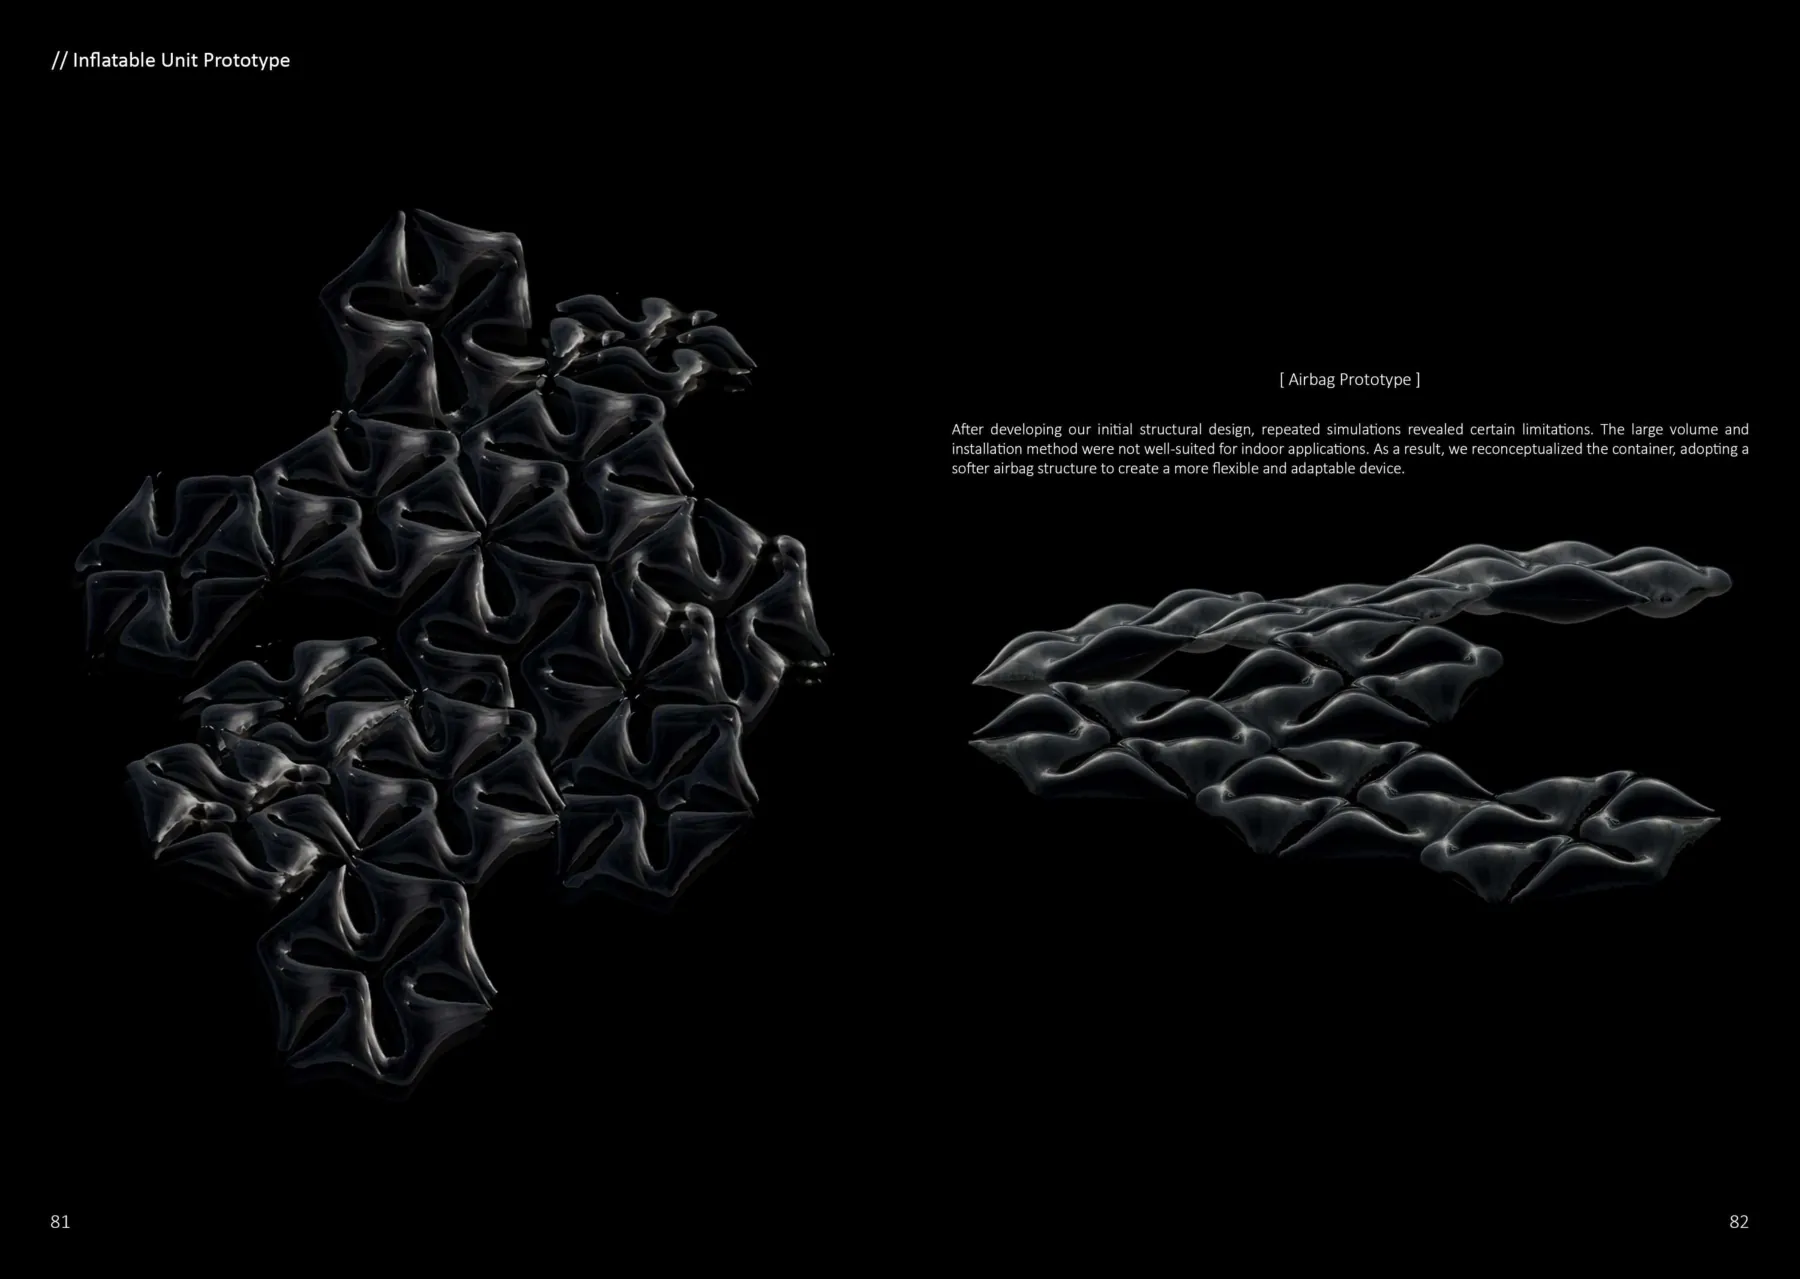 // Inflatable Unit Prototype
[ Airbag Prototype ]
After developing our initial structural design, repeated simulations revealed certain limitations. The large volume and
installation method were not well-suited for indoor applications. As a result, we reconceptualized the container, adopting a
softer airbag structure to create a more flexible and adaptable device.
81
82